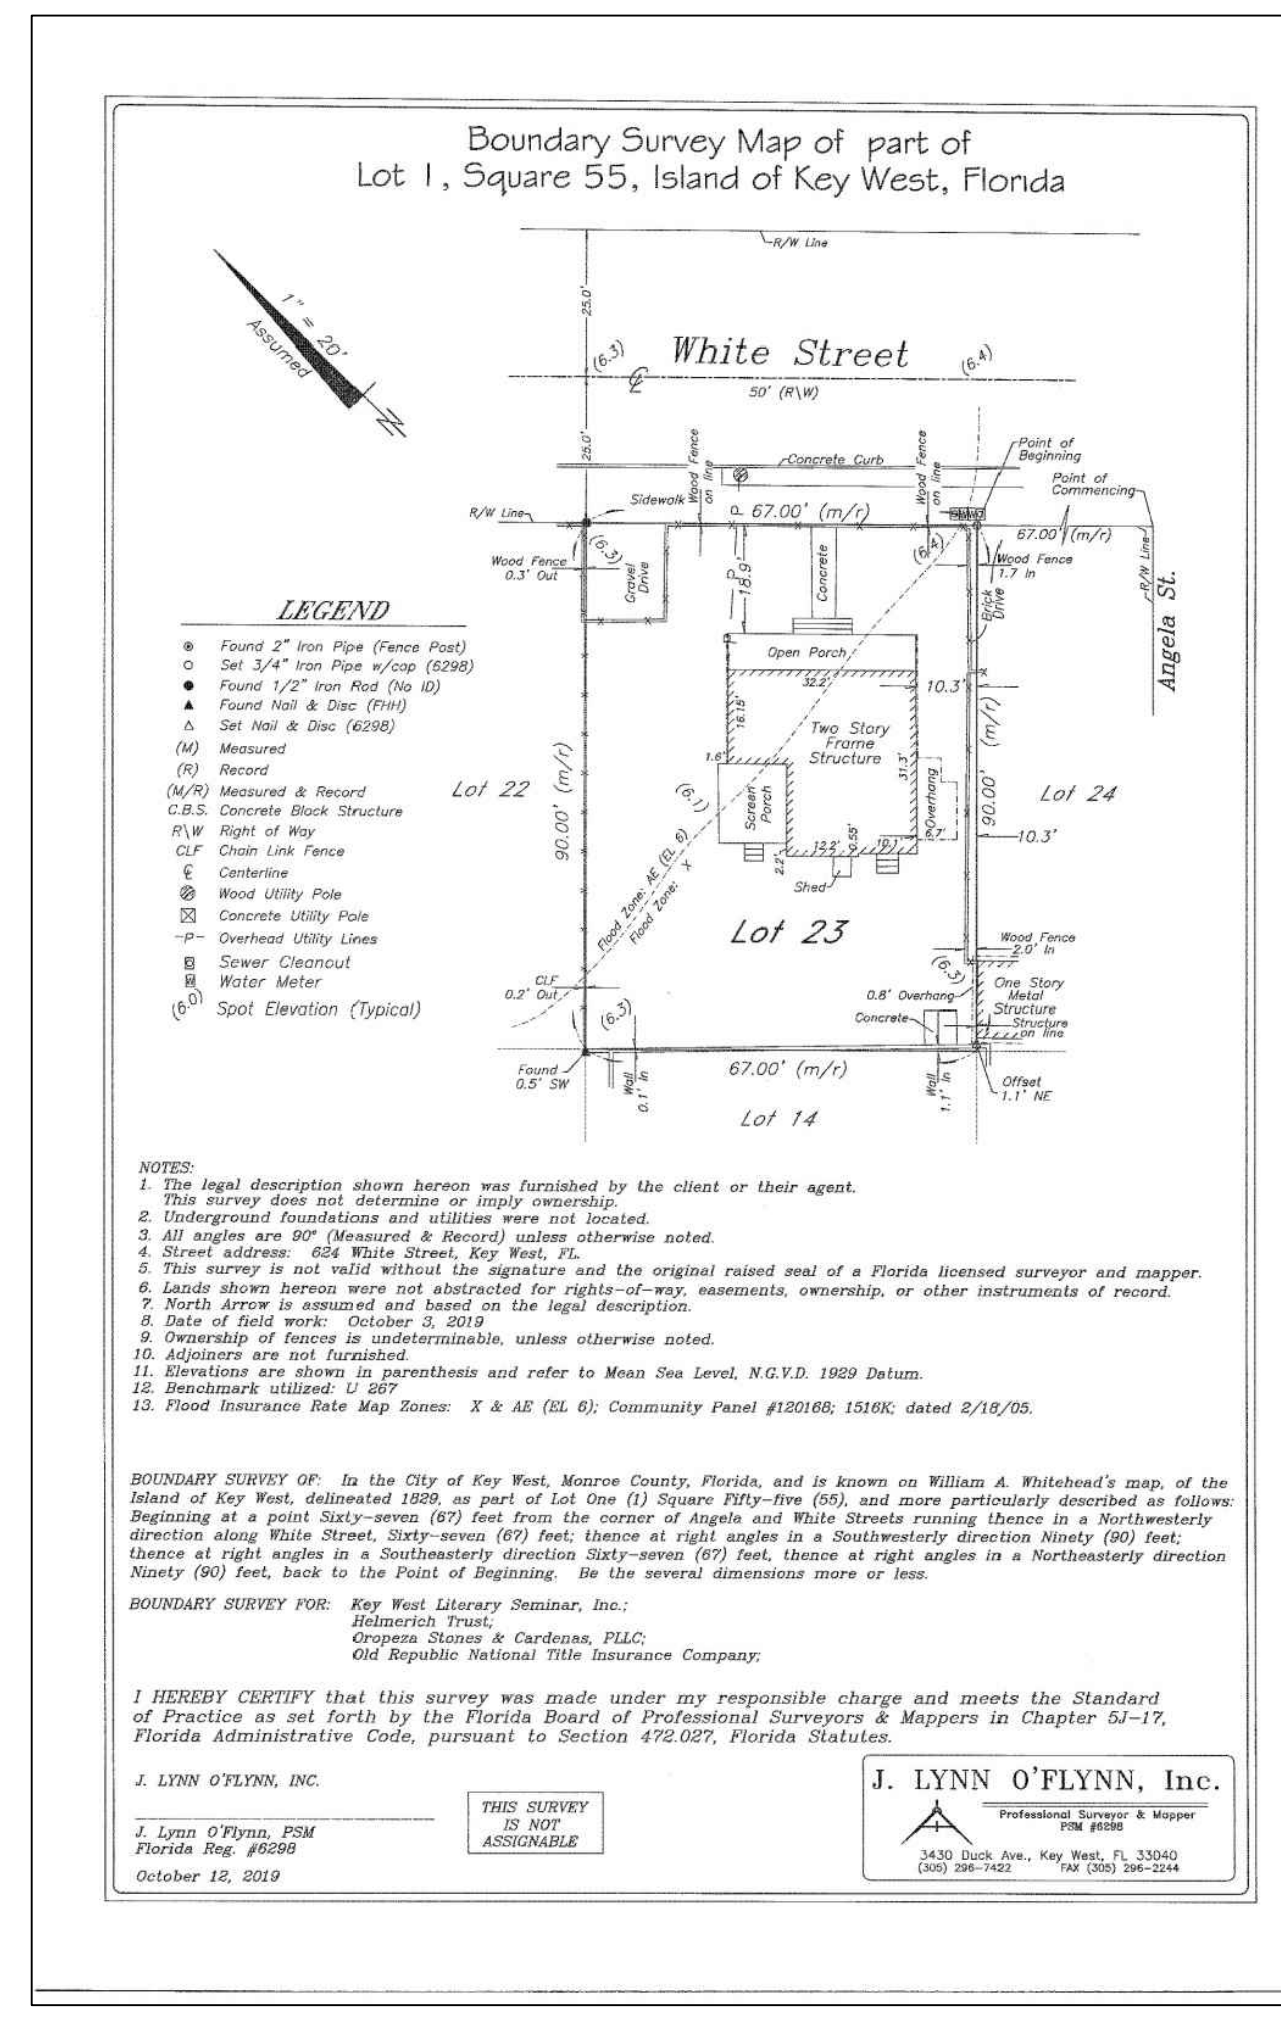 Boundary Survey Map of part of
Lot 1, Square 55, Island of Key West, Florida
R/W Line
25.0'
1" = 20'
Assumed
N
(6.3)
White Street
(6.4)
℄
50' (R\W)
25.0'
Wood Fence
on line
Concrete Curb
Wood Fence
on line
Point of
Beginning
Point of
Commencing
Sidewalk
R/W Line
P
67.00' (m/r)
67.00' (m/r)
R/W Line
Angela St.
Wood Fence
0.3' Out
(6.3)
Gravel
Drive
P
18.9'
Concrete
(6.4)
Wood Fence
1.7 In
Brick
Drive
Open Porch
32.2'
10.3'
16.15'
Two Story
Frame
Structure
1.6'
31.3'
Overhang
Lot 22
90.00' (m/r)
(6.1)
Screen
Porch
90.00' (m/r)
Lot 24
12.2'
0.55'
10.1'
6.7'
10.3'
2.2'
Shed
Flood Zone: AE (EL 6)
Flood Zone: X
Lot 23
Wood Fence
2.0' In
(6.3)
CLF
0.2' Out
(6.3)
0.8' Overhang
Concrete
One Story
Metal
Structure
Structure
on line
Found
0.5' SW
Wall
0.1' In
67.00' (m/r)
Wall
1.1' In
Offset
1.1' NE
Lot 14
LEGEND
Found 2" Iron Pipe (Fence Post)
Set 3/4" Iron Pipe w/cap (6298)
Found 1/2" Iron Rod (No ID)
Found Nail & Disc (FHH)
Set Nail & Disc (6298)
(M) Measured
(R) Record
(M/R) Measured & Record
C.B.S. Concrete Block Structure
R\W Right of Way
CLF Chain Link Fence
℄ Centerline
Wood Utility Pole
Concrete Utility Pole
-P- Overhead Utility Lines
Sewer Cleanout
Water Meter
(6.0) Spot Elevation (Typical)
NOTES:
1. The legal description shown hereon was furnished by the client or their agent.
This survey does not determine or imply ownership.
2. Underground foundations and utilities were not located.
3. All angles are 90° (Measured & Record) unless otherwise noted.
4. Street address: 624 White Street, Key West, FL.
5. This survey is not valid without the signature and the original raised seal of a Florida licensed surveyor and mapper.
6. Lands shown hereon were not abstracted for rights-of-way, easements, ownership, or other instruments of record.
7. North Arrow is assumed and based on the legal description.
8. Date of field work: October 3, 2019
9. Ownership of fences is undeterminable, unless otherwise noted.
10. Adjoiners are not furnished.
11. Elevations are shown in parenthesis and refer to Mean Sea Level, N.G.V.D. 1929 Datum.
12. Benchmark utilized: U 267
13. Flood Insurance Rate Map Zones: X & AE (EL 6); Community Panel #120168; 1516K; dated 2/18/05.
BOUNDARY SURVEY OF: In the City of Key West, Monroe County, Florida, and is known on William A. Whitehead's map, of the
Island of Key West, delineated 1829, as part of Lot One (1) Square Fifty-five (55), and more particularly described as follows:
Beginning at a point Sixty-seven (67) feet from the corner of Angela and White Streets running thence in a Northwesterly
direction along White Street, Sixty-seven (67) feet; thence at right angles in a Southwesterly direction Ninety (90) feet;
thence at right angles in a Southeasterly direction Sixty-seven (67) feet, thence at right angles in a Northeasterly direction
Ninety (90) feet, back to the Point of Beginning. Be the several dimensions more or less.
BOUNDARY SURVEY FOR: Key West Literary Seminar, Inc.;
Helmerich Trust;
Oropeza Stones & Cardenas, PLLC;
Old Republic National Title Insurance Company;
I HEREBY CERTIFY that this survey was made under my responsible charge and meets the Standard
of Practice as set forth by the Florida Board of Professional Surveyors & Mappers in Chapter 5J-17,
Florida Administrative Code, pursuant to Section 472.027, Florida Statutes.
J. LYNN O'FLYNN, INC.
J. Lynn O'Flynn, PSM
Florida Reg. #6298
October 12, 2019
THIS SURVEY
IS NOT
ASSIGNABLE
J. LYNN O'FLYNN, Inc.
Professional Surveyor & Mapper
PSM #6298
3430 Duck Ave., Key West, FL 33040
(305) 296-7422 FAX (305) 296-2244